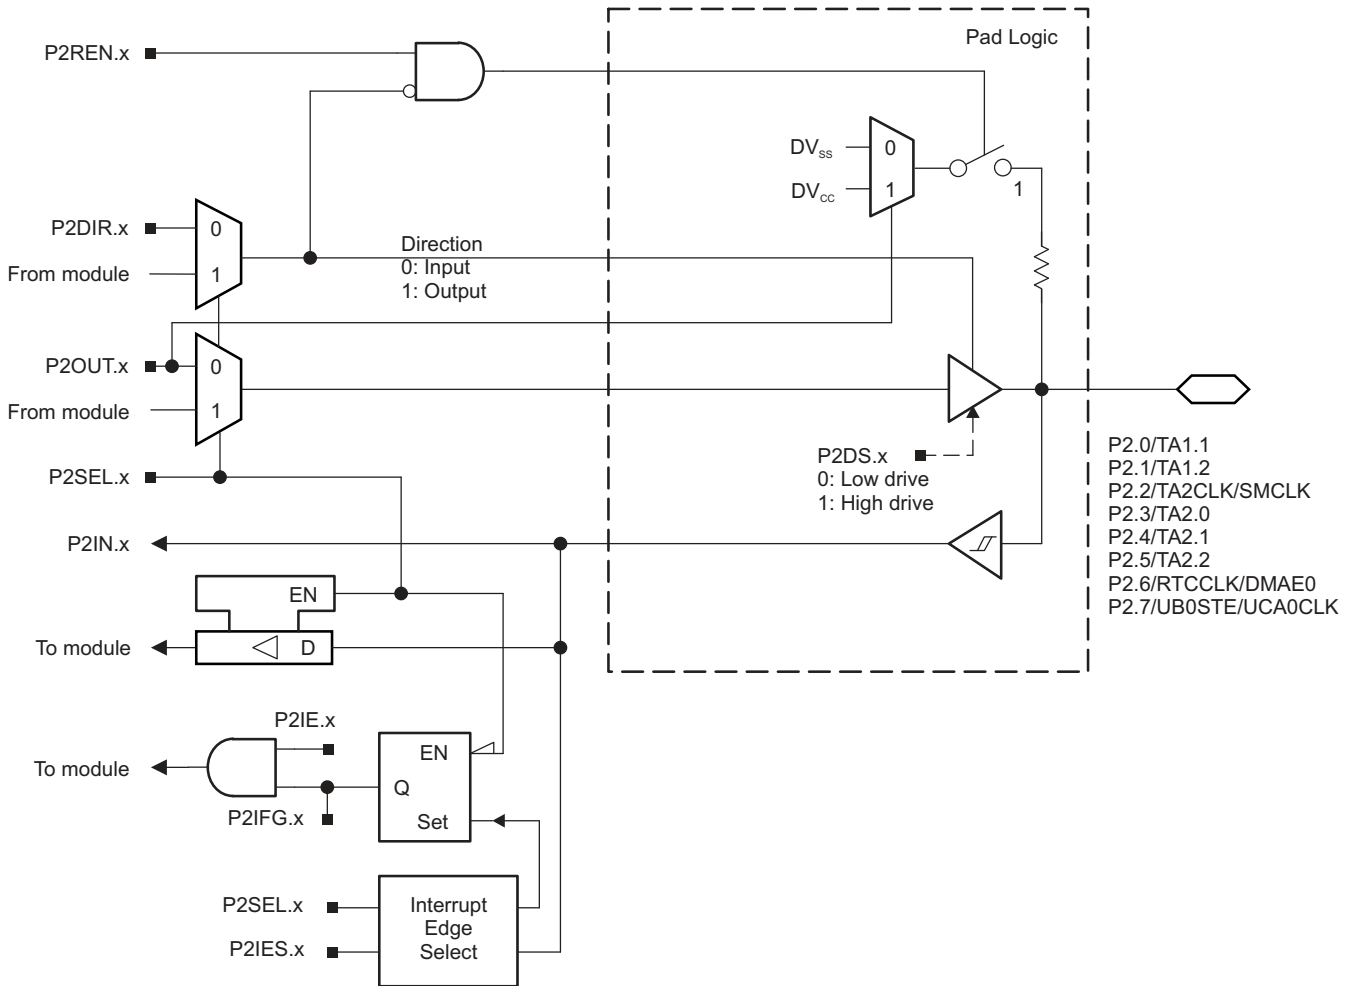 Pad Logic
P2REN.x
DVSS
0
DVCC
1
1
P2DIR.x
0
From module
1
Direction
0: Input
1: Output
P2OUT.x
0
From module
1
P2SEL.x
P2DS.x
0: Low drive
1: High drive
P2.0/TA1.1
P2.1/TA1.2
P2.2/TA2CLK/SMCLK
P2.3/TA2.0
P2.4/TA2.1
P2.5/TA2.2
P2.6/RTCCLK/DMAE0
P2.7/UB0STE/UCA0CLK
P2IN.x
EN
To module
D
P2IE.x
EN
To module
Q
P2IFG.x
Set
P2SEL.x
P2IES.x
Interrupt
Edge
Select